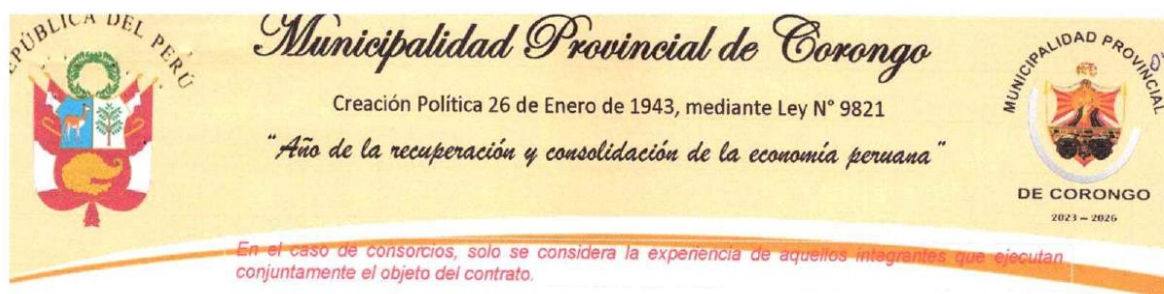 REPÚBLICA DEL PERÚ
Municipalidad Provincial de Corongo
Creación Política 26 de Enero de 1943, mediante Ley N° 9821
"Año de la recuperación y consolidación de la economía peruana"
MUNICIPALIDAD PROVINCIAL
DE CORONGO
2023 – 2026
En el caso de consorcios, solo se considera la experiencia de aquellos integrantes que ejecutan
conjuntamente el objeto del contrato.